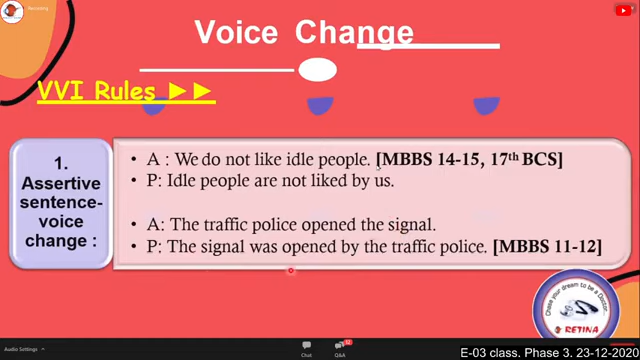 Recording
Voice Change
VVI Rules ►►
1.
Assertive
sentence-
voice
change :
• A : We do not like idle people. [MBBS 14-15, 17th BCS]
• P: Idle people are not liked by us.
• A : The traffic police opened the signal.
• P: The signal was opened by the traffic police. [MBBS 11-12]
Chase your dream to be a Doctor...
RETINA
Audio Settings
Chat
Q&A
E-03 class. Phase 3. 23-12-2020